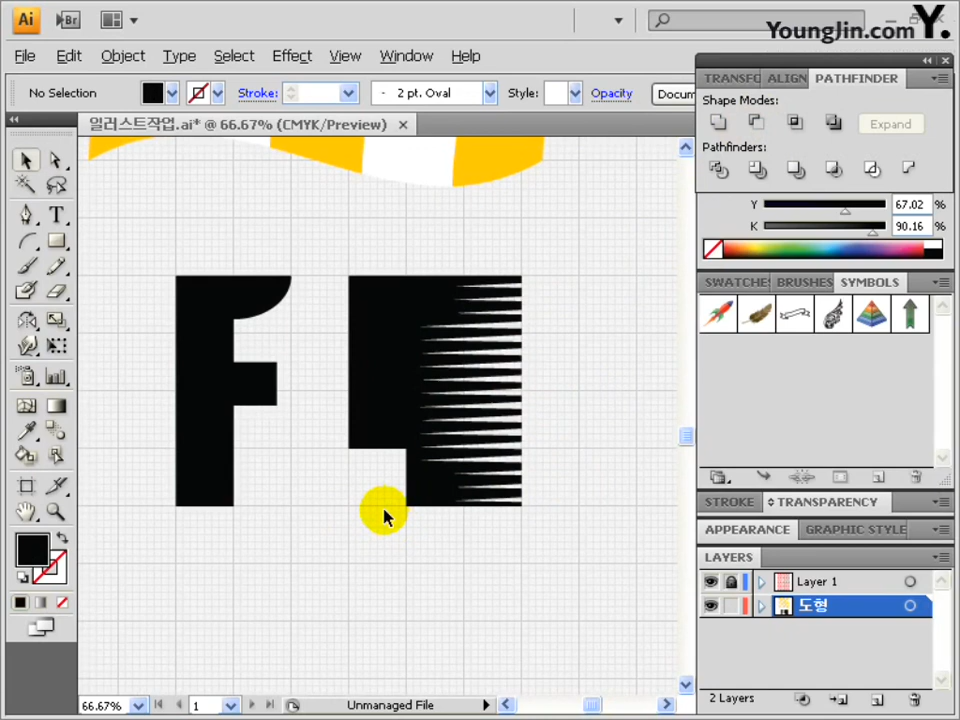 Ai Br
YoungJin.com Y.
File Edit Object Type Select Effect View Window Help
No Selection Stroke: 2 pt. Oval Style: Opacity Docum
TRANSFO ALIGN PATHFINDER
Shape Modes:
Expand
Pathfinders:
일러스트작업.ai* @ 66.67% (CMYK/Preview)
Y 67.02 %
K 90.16 %
SWATCHES BRUSHES SYMBOLS
F
T
STROKE TRANSPARENCY
APPEARANCE GRAPHIC STYLE
LAYERS
Layer 1
도형
2 Layers
66.67% 1 Unmanaged File